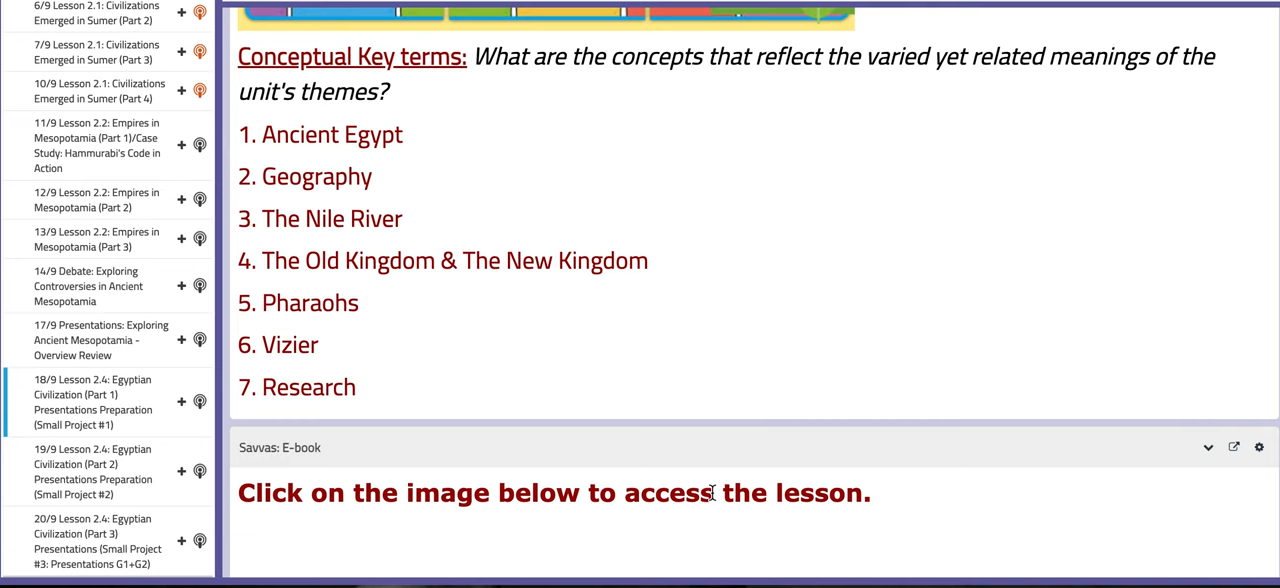 6/9 Lesson 2.1: Civilizations
Emerged in Sumer (Part 2)
7/9 Lesson 2.1: Civilizations
Emerged in Sumer (Part 3)
10/9 Lesson 2.1: Civilizations
Emerged in Sumer (Part 4)
11/9 Lesson 2.2: Empires in
Mesopotamia (Part 1)/Case
Study: Hammurabi's Code in
Action
12/9 Lesson 2.2: Empires in
Mesopotamia (Part 2)
13/9 Lesson 2.2: Empires in
Mesopotamia (Part 3)
14/9 Debate: Exploring
Controversies in Ancient
Mesopotamia
17/9 Presentations: Exploring
Ancient Mesopotamia -
Overview Review
18/9 Lesson 2.4: Egyptian
Civilization (Part 1)
Presentations Preparation
(Small Project #1)
19/9 Lesson 2.4: Egyptian
Civilization (Part 2)
Presentations Preparation
(Small Project #2)
20/9 Lesson 2.4: Egyptian
Civilization (Part 3)
Presentations (Small Project
#3: Presentations G1+G2)
Conceptual Key terms: What are the concepts that reflect the varied yet related meanings of the
unit's themes?
1. Ancient Egypt
2. Geography
3. The Nile River
4. The Old Kingdom & The New Kingdom
5. Pharaohs
6. Vizier
7. Research
Savvas: E-book
Click on the image below to access the lesson.